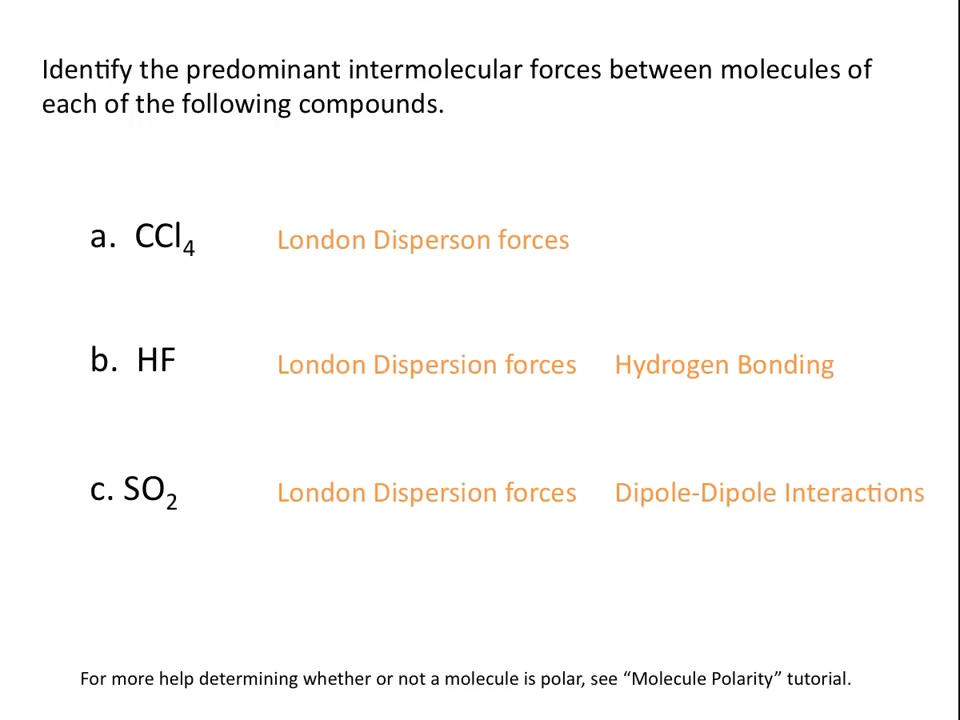 Identify the predominant intermolecular forces between molecules of
each of the following compounds.
a. CCl₄ London Disperson forces
b. HF London Dispersion forces Hydrogen Bonding
c. SO₂ London Dispersion forces Dipole-Dipole Interactions
For more help determining whether or not a molecule is polar, see “Molecule Polarity” tutorial.